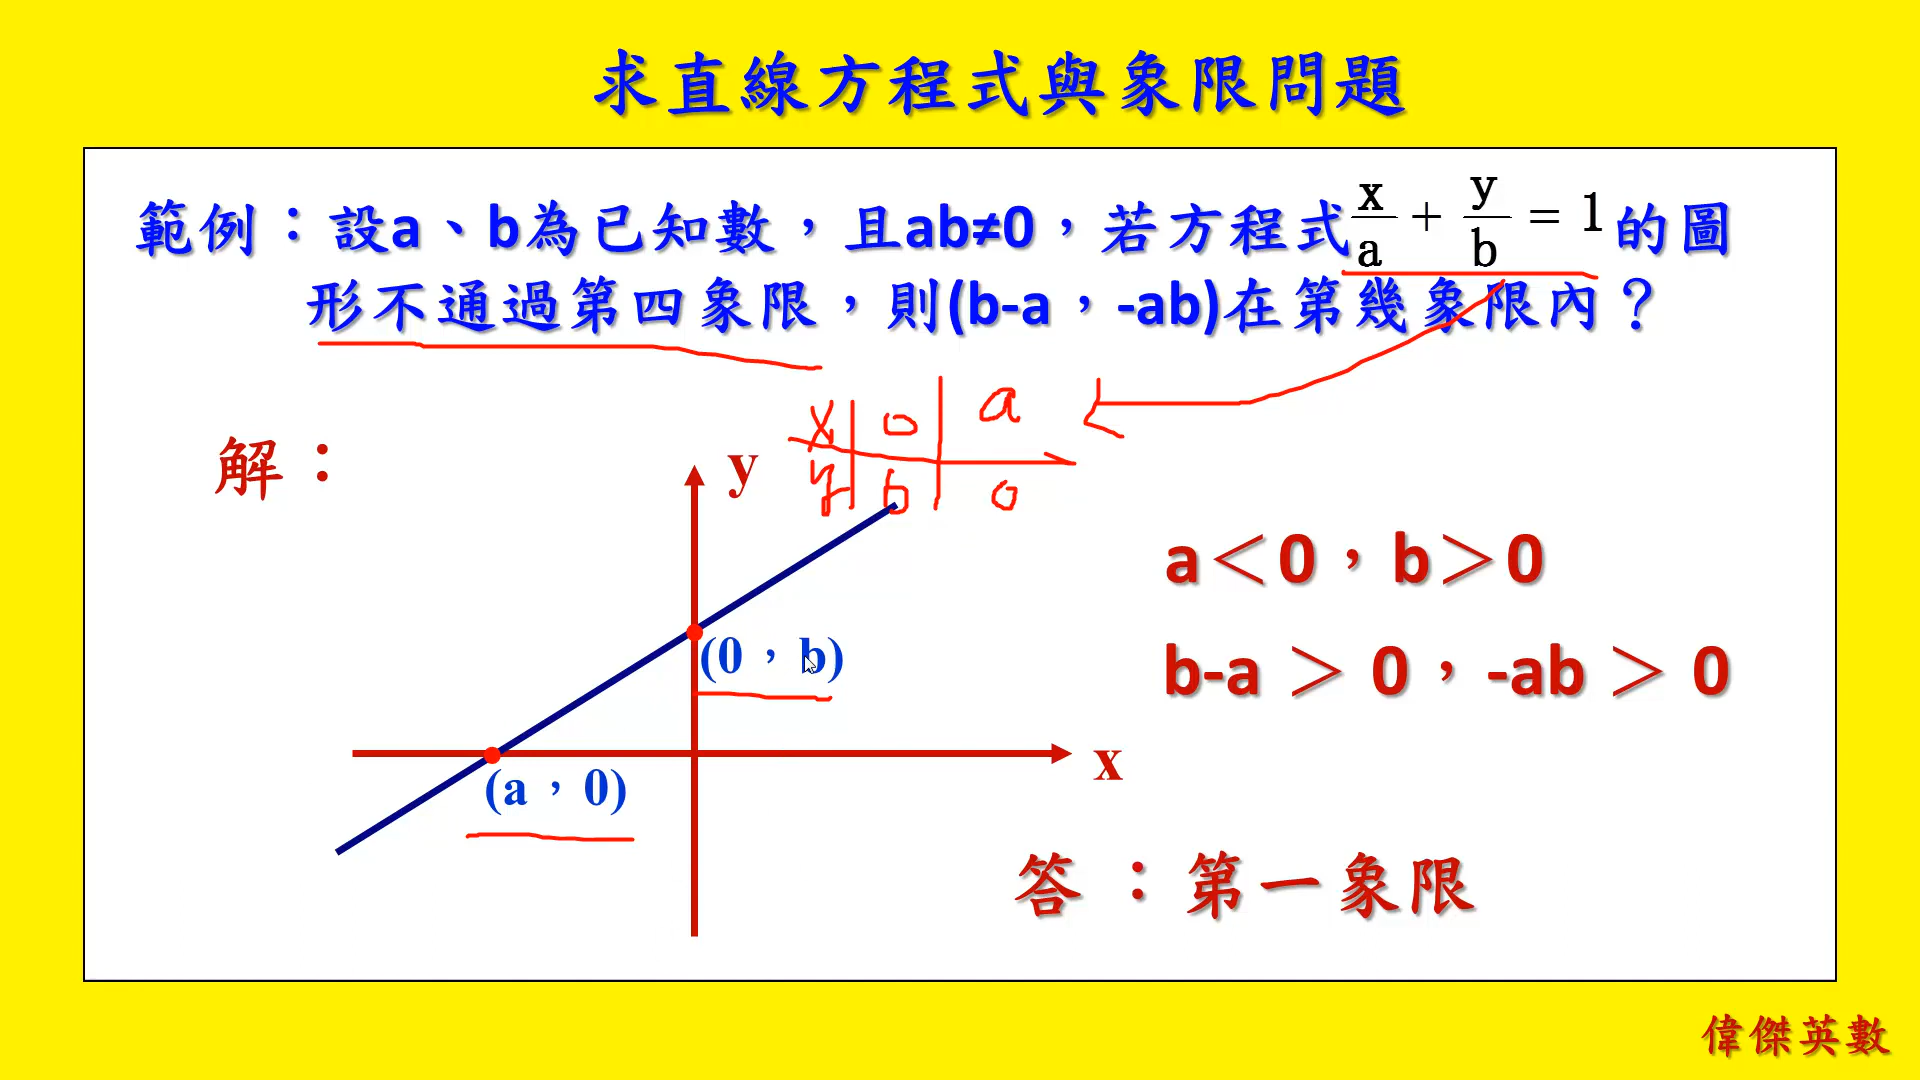 求直線方程式與象限問題
範例：設a、b為已知數，且ab≠0，若方程式x/a + y/b = 1的圖
形不通過第四象限，則(b-a，-ab)在第幾象限內？
解：
x 0 a
y b 0
y
(0，b)
(a，0)
x
a＜0，b＞0
b-a ＞ 0，-ab ＞ 0
答：第一象限
偉傑英數